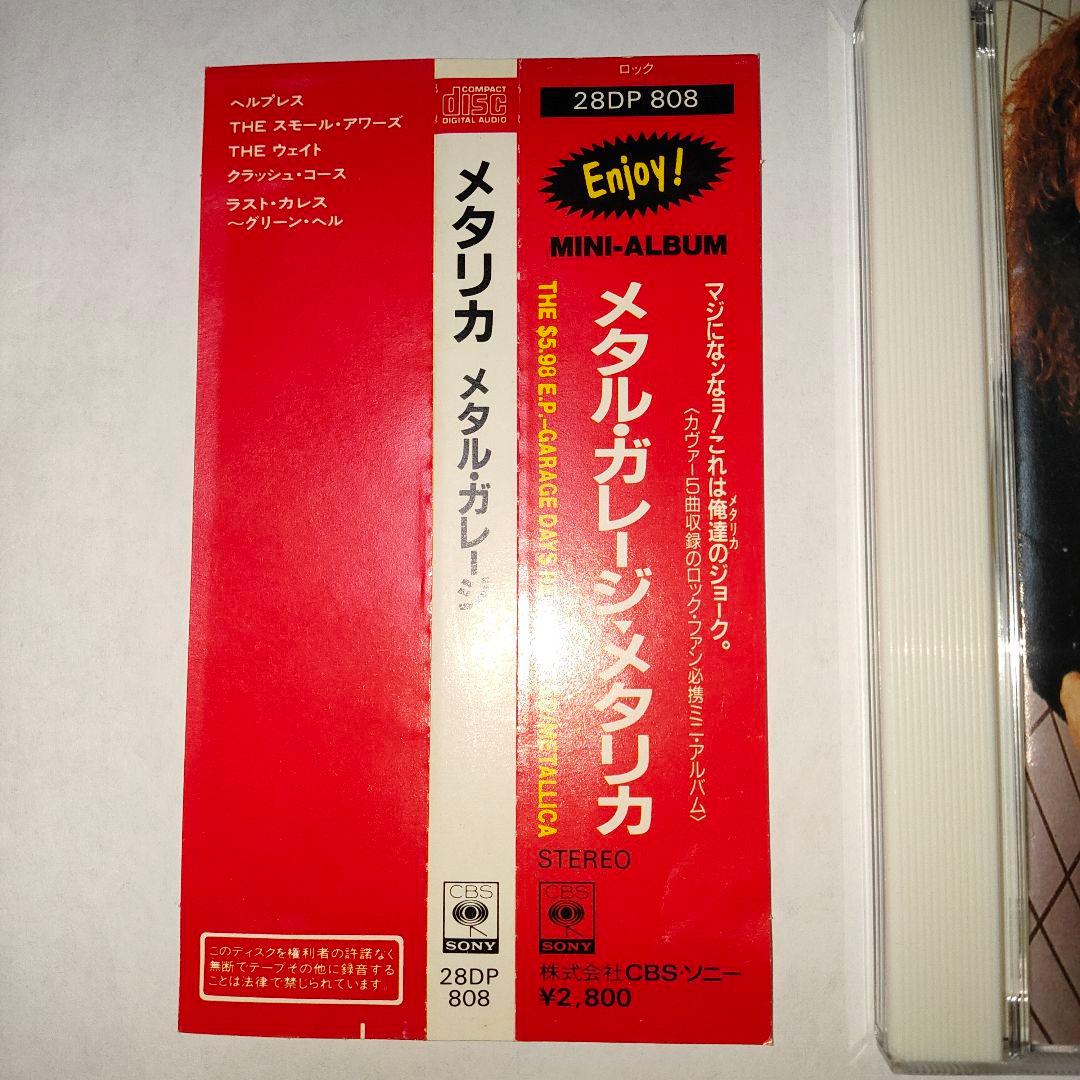 ヘルプレス
THE スモール・アワーズ
THE ウェイト
クラッシュ・コース
ラスト・カレス
～グリーン・ヘル
このディスクを権利者の許諾なく
無断でテープその他に録音する
ことは法律で禁じられています。
COMPACT
disc
DIGITAL AUDIO
メタリカ メタル・ガレージ
CBS
SONY
28DP
808
ロック
28DP 808
Enjoy!
MINI-ALBUM
マジになンなヨ!これは俺達のジョーク。
メタリカ
〈カヴァー5曲収録のロック・ファン必携ミニ・アルバム〉
メタル・ガレージ・メタリカ
THE $5.98 E.P.–GARAGE DAYS /METALLICA
STEREO
CBS
SONY
株式会社CBS・ソニー
¥2,800